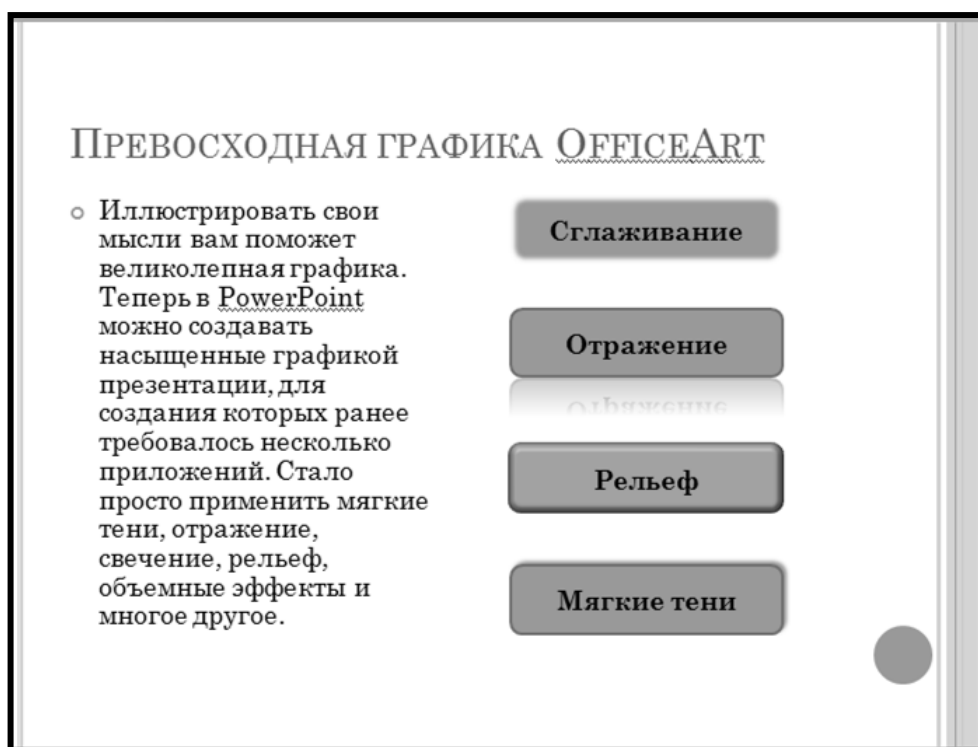 Превосходная графика OfficeArt
Иллюстрировать свои
мысли вам поможет
великолепная графика.
Теперь в PowerPoint
можно создавать
насыщенные графикой
презентации, для
создания которых ранее
требовалось несколько
приложений. Стало
просто применить мягкие
тени, отражение,
свечение, рельеф,
объемные эффекты и
многое другое.
Сглаживание
Отражение
Рельеф
Мягкие тени